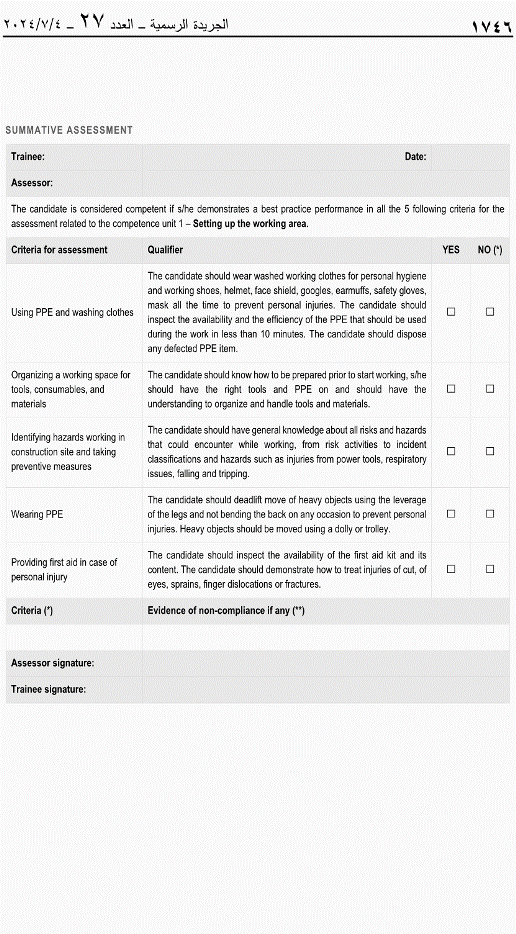 ١٧٤٦
الجريدة الرسمية ــ العدد ٢٧ ــ ٢٠٢٤/٧/٤
SUMMATIVE ASSESSMENT
Trainee: Date:
Assessor:
The candidate is considered competent if s/he demonstrates a best practice performance in all the 5 following criteria for the
assessment related to the competence unit 1 – Setting up the working area.
Criteria for assessment Qualifier YES NO (*)
Using PPE and washing clothes
The candidate should wear washed working clothes for personal hygiene
and working shoes, helmet, face shield, googles, earmuffs, safety gloves,
mask all the time to prevent personal injuries. The candidate should
inspect the availability and the efficiency of the PPE that should be used
during the work in less than 10 minutes. The candidate should dispose
any defected PPE item.
☐ ☐
Organizing a working space for
tools, consumables, and
materials
The candidate should know how to be prepared prior to start working, s/he
should have the right tools and PPE on and should have the
understanding to organize and handle tools and materials.
☐ ☐
Identifying hazards working in
construction site and taking
preventive measures
The candidate should have general knowledge about all risks and hazards
that could encounter while working, from risk activities to incident
classifications and hazards such as injuries from power tools, respiratory
issues, falling and tripping.
☐ ☐
Wearing PPE
The candidate should deadlift move of heavy objects using the leverage
of the legs and not bending the back on any occasion to prevent personal
injuries. Heavy objects should be moved using a dolly or trolley.
☐ ☐
Providing first aid in case of
personal injury
The candidate should inspect the availability of the first aid kit and its
content. The candidate should demonstrate how to treat injuries of cut, of
eyes, sprains, finger dislocations or fractures.
☐ ☐
Criteria (*) Evidence of non-compliance if any (**)
Assessor signature:
Trainee signature: